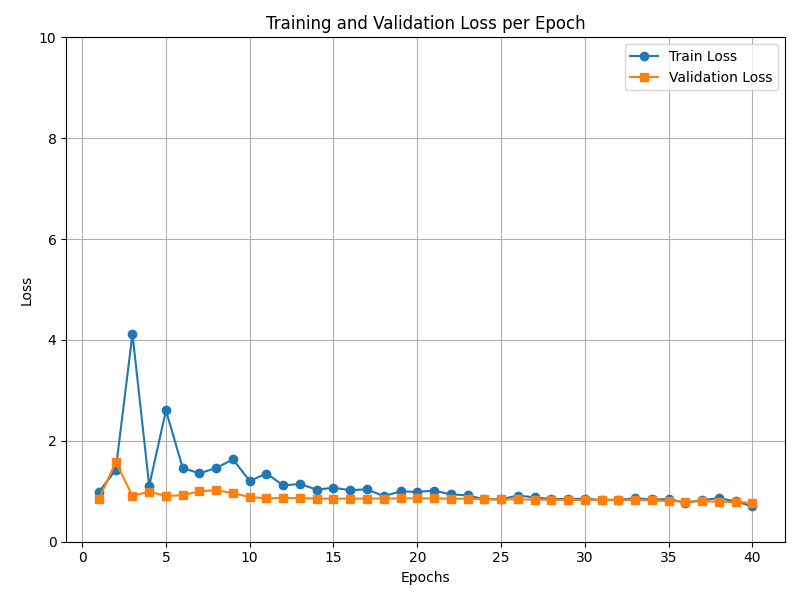 Training and Validation Loss per Epoch
Train Loss
Validation Loss
Loss
10
8
6
4
2
0
0 5 10 15 20 25 30 35 40
Epochs